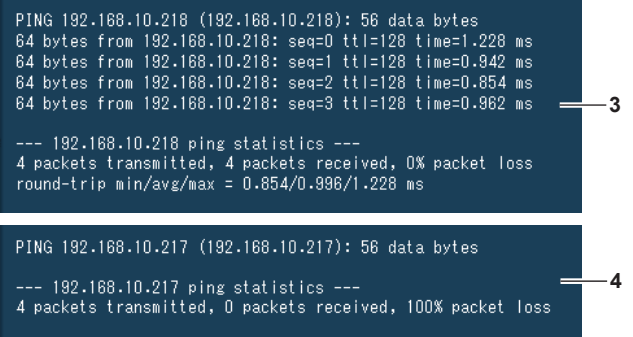 PING 192.168.10.218 (192.168.10.218): 56 data bytes
64 bytes from 192.168.10.218: seq=0 ttl=128 time=1.228 ms
64 bytes from 192.168.10.218: seq=1 ttl=128 time=0.942 ms
64 bytes from 192.168.10.218: seq=2 ttl=128 time=0.854 ms
64 bytes from 192.168.10.218: seq=3 ttl=128 time=0.962 ms
3
--- 192.168.10.218 ping statistics ---
4 packets transmitted, 4 packets received, 0% packet loss
round-trip min/avg/max = 0.854/0.996/1.228 ms
PING 192.168.10.217 (192.168.10.217): 56 data bytes
4
--- 192.168.10.217 ping statistics ---
4 packets transmitted, 0 packets received, 100% packet loss